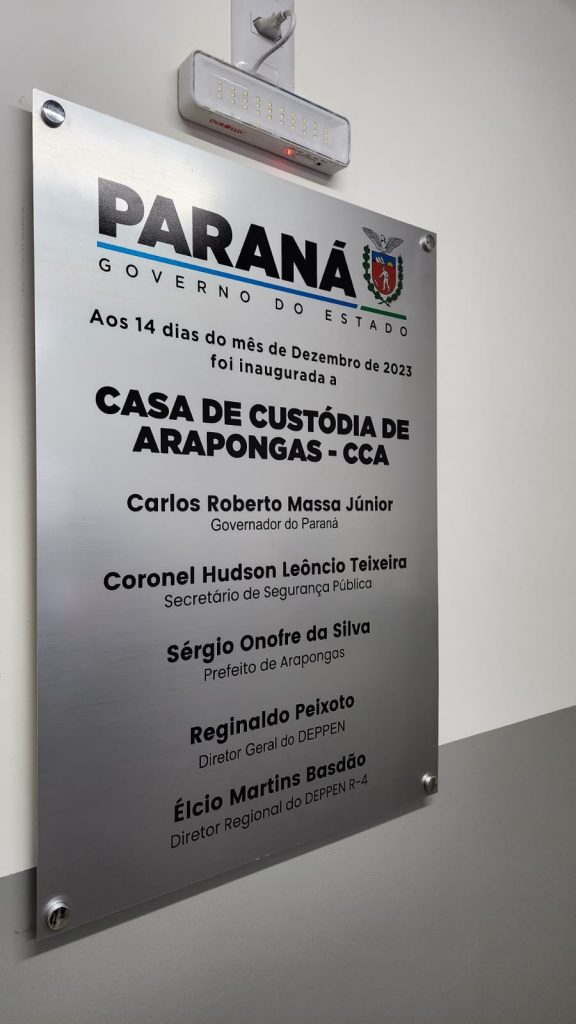 OUROLUX
PARANÁ
GOVERNO DO ESTADO
Aos 14 dias do mês de Dezembro de 2023
foi inaugurada a
CASA DE CUSTÓDIA DE
ARAPONGAS - CCA
Carlos Roberto Massa Júnior
Governador do Paraná
Coronel Hudson Leôncio Teixeira
Secretário de Segurança Pública
Sérgio Onofre da Silva
Prefeito de Arapongas
Reginaldo Peixoto
Diretor Geral do DEPPEN
Élcio Martins Basdão
Diretor Regional do DEPPEN R-4